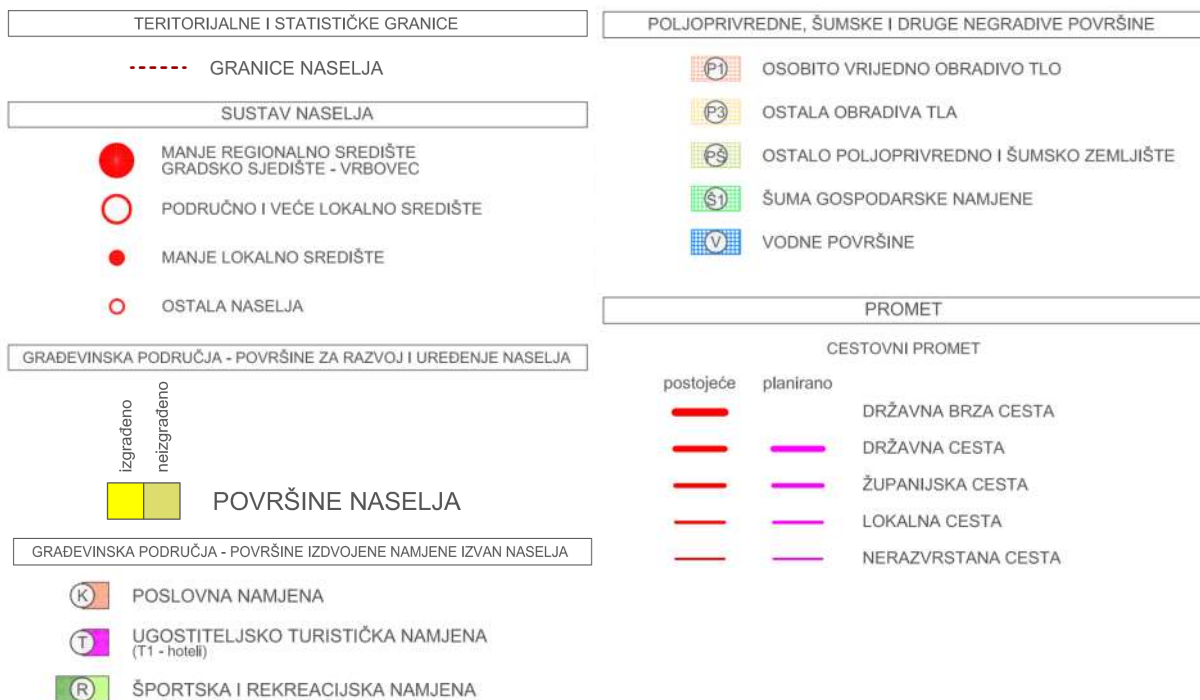 TERITORIJALNE I STATISTIČKE GRANICE
GRANICE NASELJA
SUSTAV NASELJA
MANJE REGIONALNO SREDIŠTE
GRADSKO SJEDIŠTE - VRBOVEC
PODRUČNO I VEĆE LOKALNO SREDIŠTE
MANJE LOKALNO SREDIŠTE
OSTALA NASELJA
GRAĐEVINSKA PODRUČJA - POVRŠINE ZA RAZVOJ I UREĐENJE NASELJA
izgrađeno
neizgrađeno
POVRŠINE NASELJA
GRAĐEVINSKA PODRUČJA - POVRŠINE IZDVOJENE NAMJENE IZVAN NASELJA
K POSLOVNA NAMJENA
T UGOSTITELJSKO TURISTIČKA NAMJENA
(T1 - hoteli)
R ŠPORTSKA I REKREACIJSKA NAMJENA
POLJOPRIVREDNE, ŠUMSKE I DRUGE NEGRADIVE POVRŠINE
P1 OSOBITO VRIJEDNO OBRADIVO TLO
P3 OSTALA OBRADIVA TLA
PŠ OSTALO POLJOPRIVREDNO I ŠUMSKO ZEMLJIŠTE
Š1 ŠUMA GOSPODARSKE NAMJENE
V VODNE POVRŠINE
PROMET
CESTOVNI PROMET
postojeće planirano
DRŽAVNA BRZA CESTA
DRŽAVNA CESTA
ŽUPANIJSKA CESTA
LOKALNA CESTA
NERAZVRSTANA CESTA